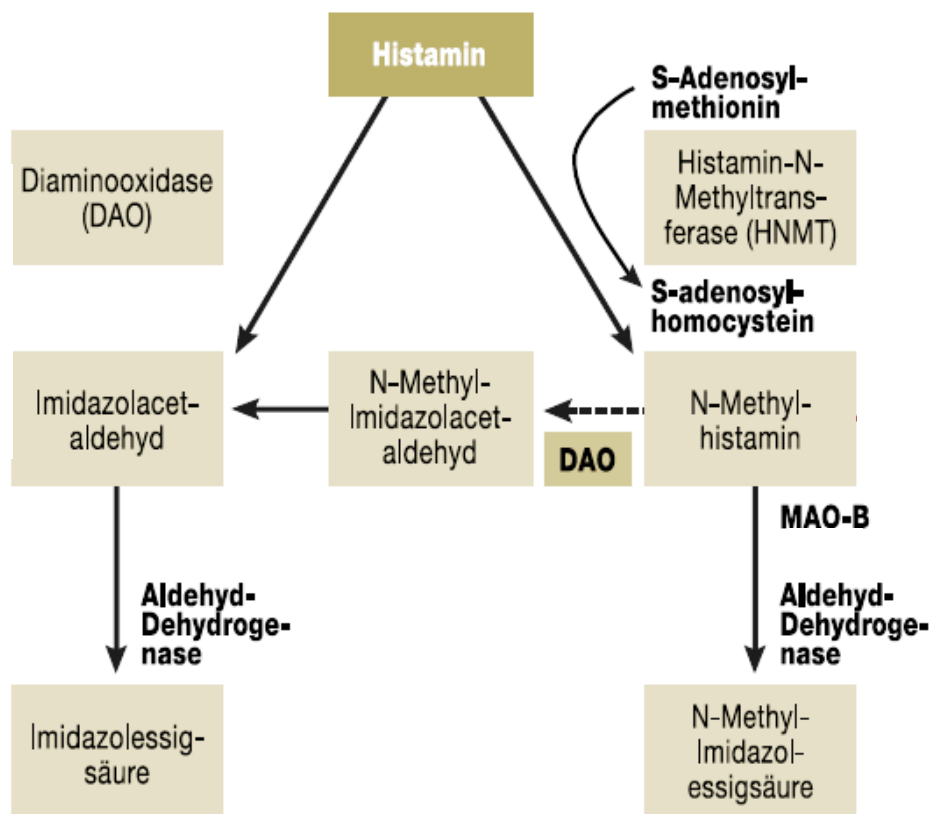 Histamin
S-Adenosyl-
methionin
Diaminooxidase
(DAO)
Histamin-N-
Methyltrans-
ferase (HNMT)
S-adenosyl-
homocystein
Imidazolacet-
aldehyd
N-Methyl-
Imidazolacet-
aldehyd
DAO
N-Methyl-
histamin
MAO-B
Aldehyd-
Dehydroge-
nase
Aldehyd-
Dehydroge-
nase
Imidazolessig-
säure
N-Methyl-
Imidazol-
essigsäure